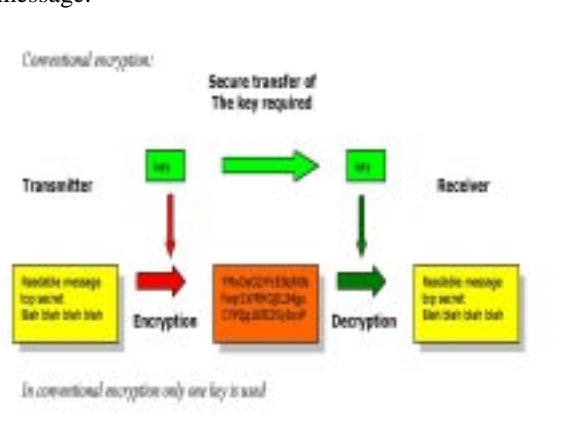 message.
Conventional encryption:
Secure transfer of
The key required
key
key
Transmitter
Receiver
Readable message
top secret
Blah blah blah blah
Readable message
top secret
Blah blah blah blah
Encryption
Decryption
In conventional encryption only one key is used